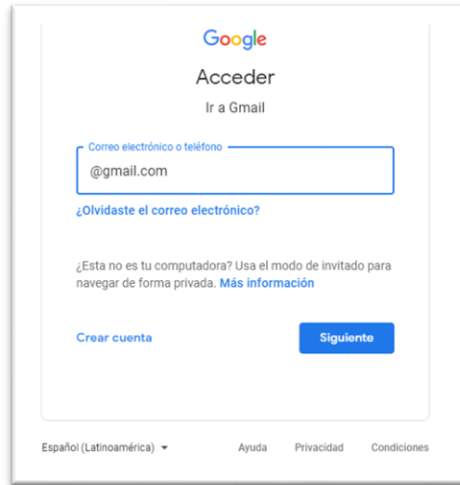 Google
Acceder
Ir a Gmail
Correo electrónico o teléfono
@gmail.com
¿Olvidaste el correo electrónico?
¿Esta no es tu computadora? Usa el modo de invitado para
navegar de forma privada. Más información
Crear cuenta
Siguiente
Español (Latinoamérica)
Ayuda
Privacidad
Condiciones